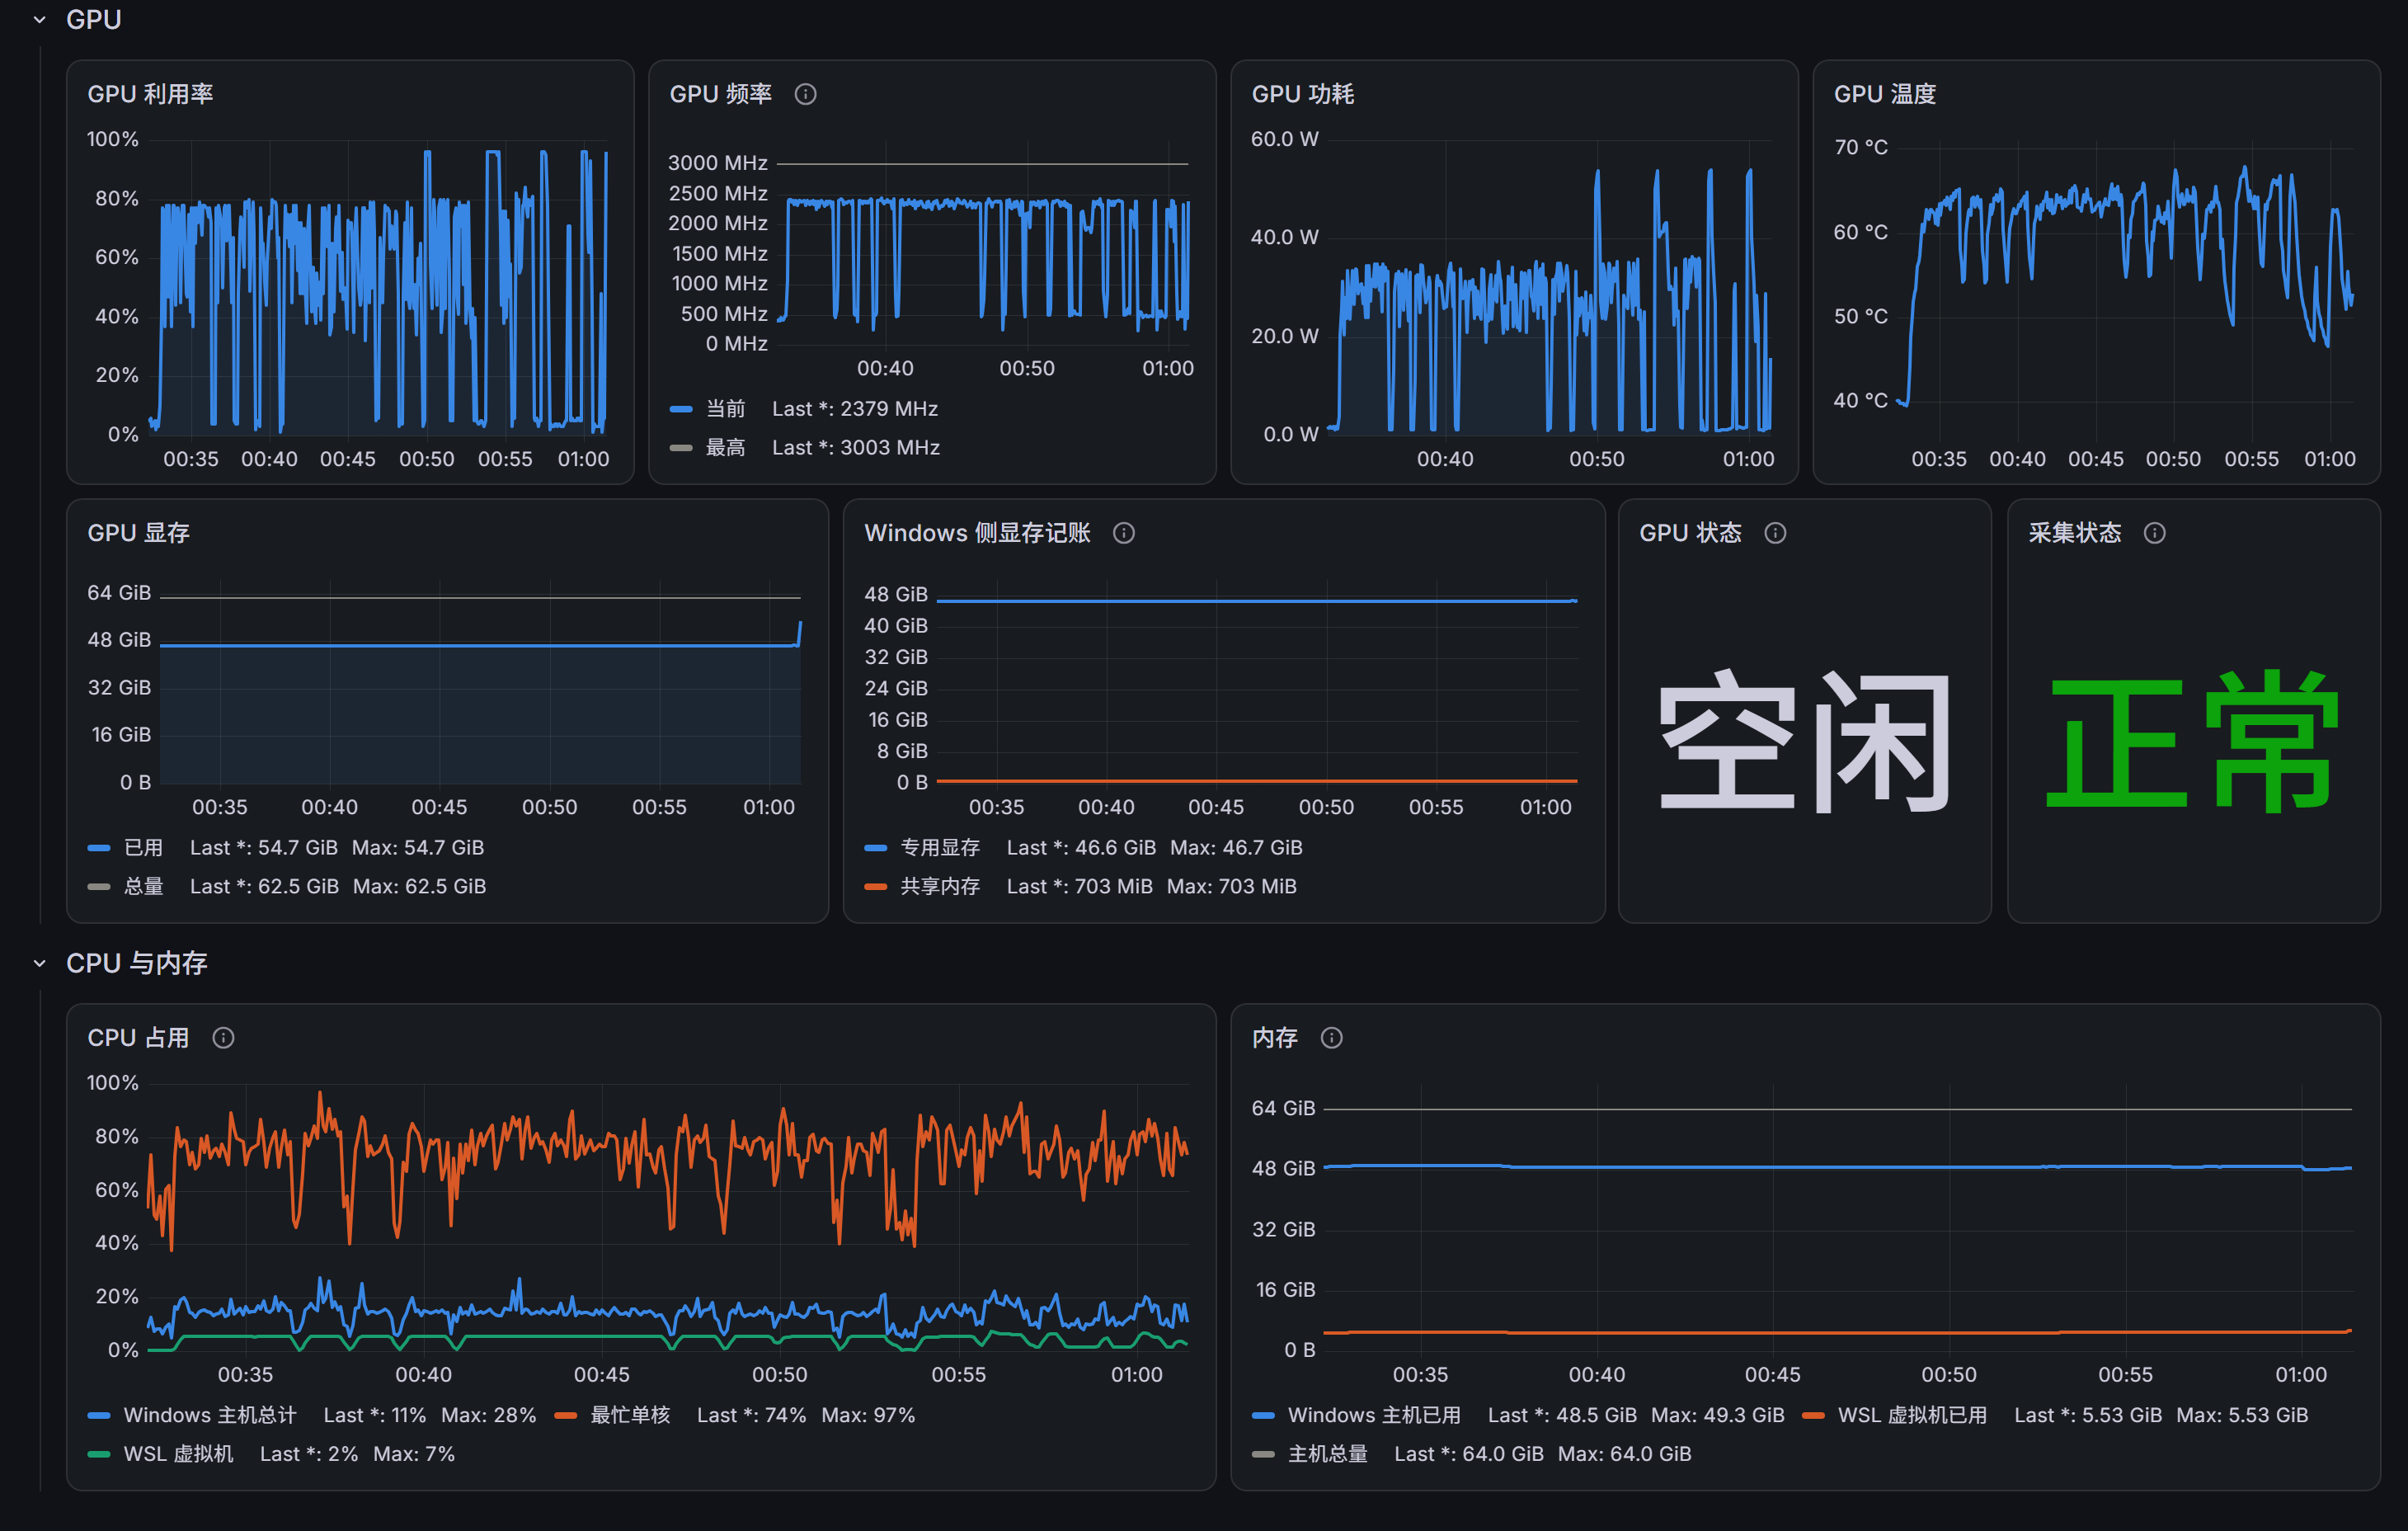 GPU
GPU 利用率
100%
80%
60%
40%
20%
0%
00:35 00:40 00:45 00:50 00:55 01:00
GPU 频率
3000 MHz
2500 MHz
2000 MHz
1500 MHz
1000 MHz
500 MHz
0 MHz
00:40 00:50 01:00
当前 Last *: 2379 MHz
最高 Last *: 3003 MHz
GPU 功耗
60.0 W
40.0 W
20.0 W
0.0 W
00:40 00:50 01:00
GPU 温度
70 °C
60 °C
50 °C
40 °C
00:35 00:40 00:45 00:50 00:55 01:00
GPU 显存
64 GiB
48 GiB
32 GiB
16 GiB
0 B
00:35 00:40 00:45 00:50 00:55 01:00
已用 Last *: 54.7 GiB Max: 54.7 GiB
总量 Last *: 62.5 GiB Max: 62.5 GiB
Windows 侧显存记账
48 GiB
40 GiB
32 GiB
24 GiB
16 GiB
8 GiB
0 B
00:35 00:40 00:45 00:50 00:55 01:00
专用显存 Last *: 46.6 GiB Max: 46.7 GiB
共享内存 Last *: 703 MiB Max: 703 MiB
GPU 状态
空闲
采集状态
正常
CPU 与内存
CPU 占用
100%
80%
60%
40%
20%
0%
00:35 00:40 00:45 00:50 00:55 01:00
Windows 主机总计 Last *: 11% Max: 28% 最忙单核 Last *: 74% Max: 97%
WSL 虚拟机 Last *: 2% Max: 7%
内存
64 GiB
48 GiB
32 GiB
16 GiB
0 B
00:35 00:40 00:45 00:50 00:55 01:00
Windows 主机已用 Last *: 48.5 GiB Max: 49.3 GiB WSL 虚拟机已用 Last *: 5.53 GiB Max: 5.53 GiB
主机总量 Last *: 64.0 GiB Max: 64.0 GiB